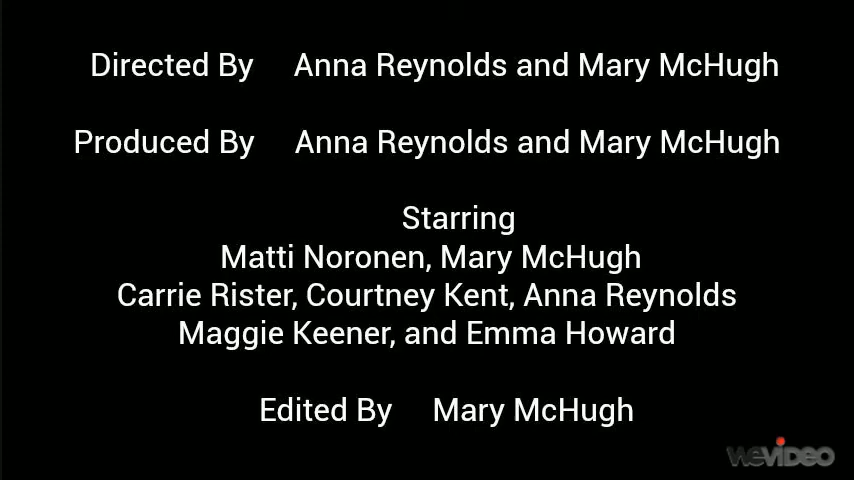 Directed By Anna Reynolds and Mary McHugh
Produced By Anna Reynolds and Mary McHugh
Starring
Matti Noronen, Mary McHugh
Carrie Rister, Courtney Kent, Anna Reynolds
Maggie Keener, and Emma Howard
Edited By Mary McHugh
WEVIDEO